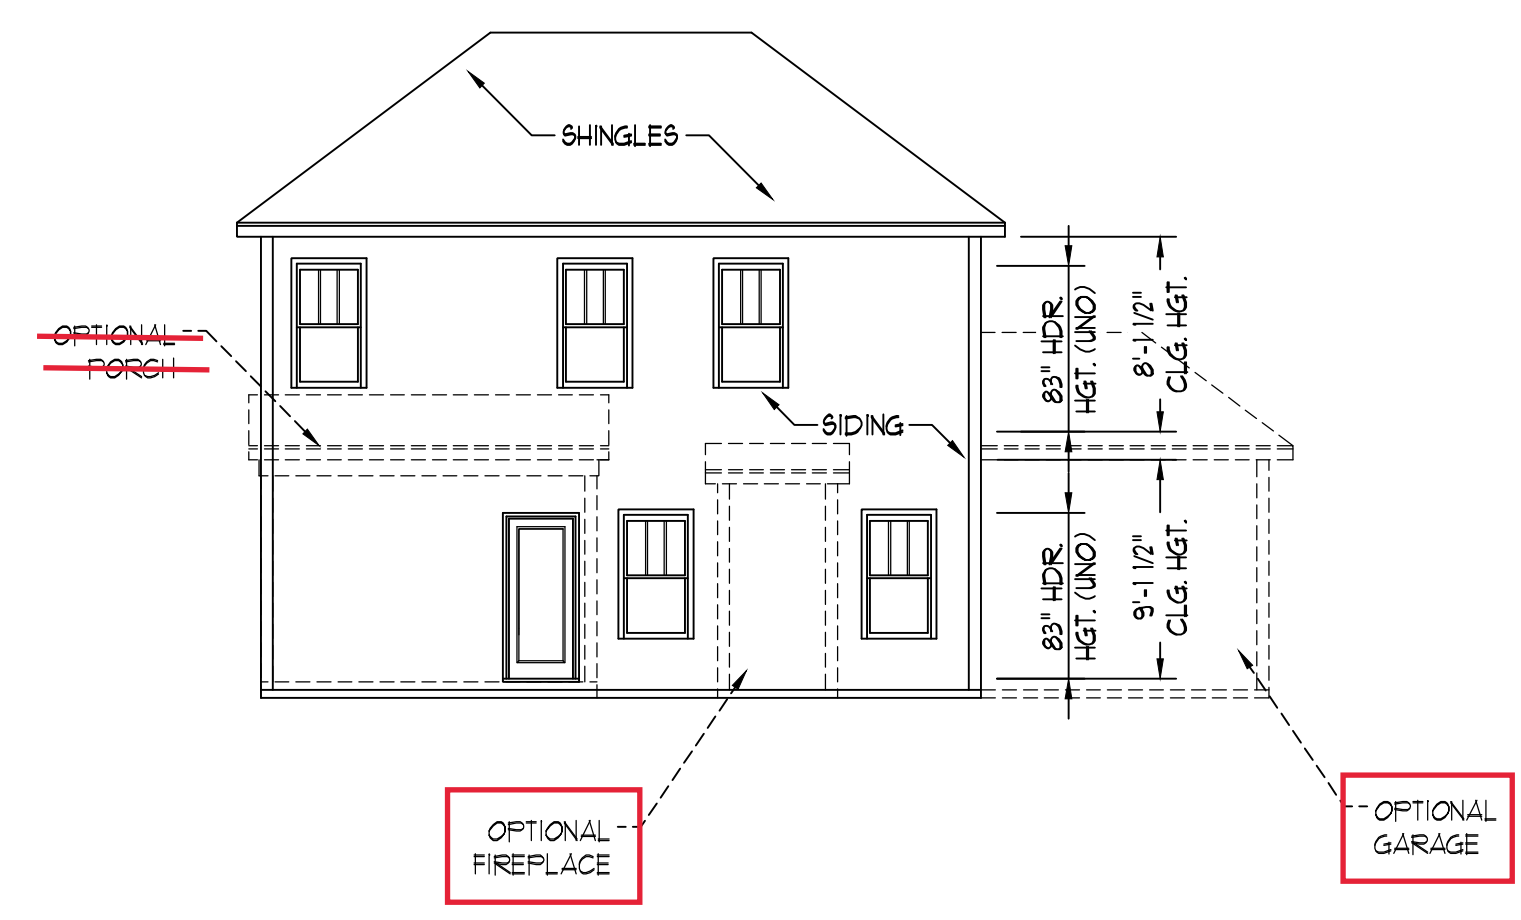 SHINGLES
OPTIONAL
PORCH
SIDING
83" HDR.
HGT. (UNO)
8'-1 1/2"
CLG. HGT.
83" HDR.
HGT. (UNO)
9'-1 1/2"
CLG. HGT.
OPTIONAL
FIREPLACE
OPTIONAL
GARAGE